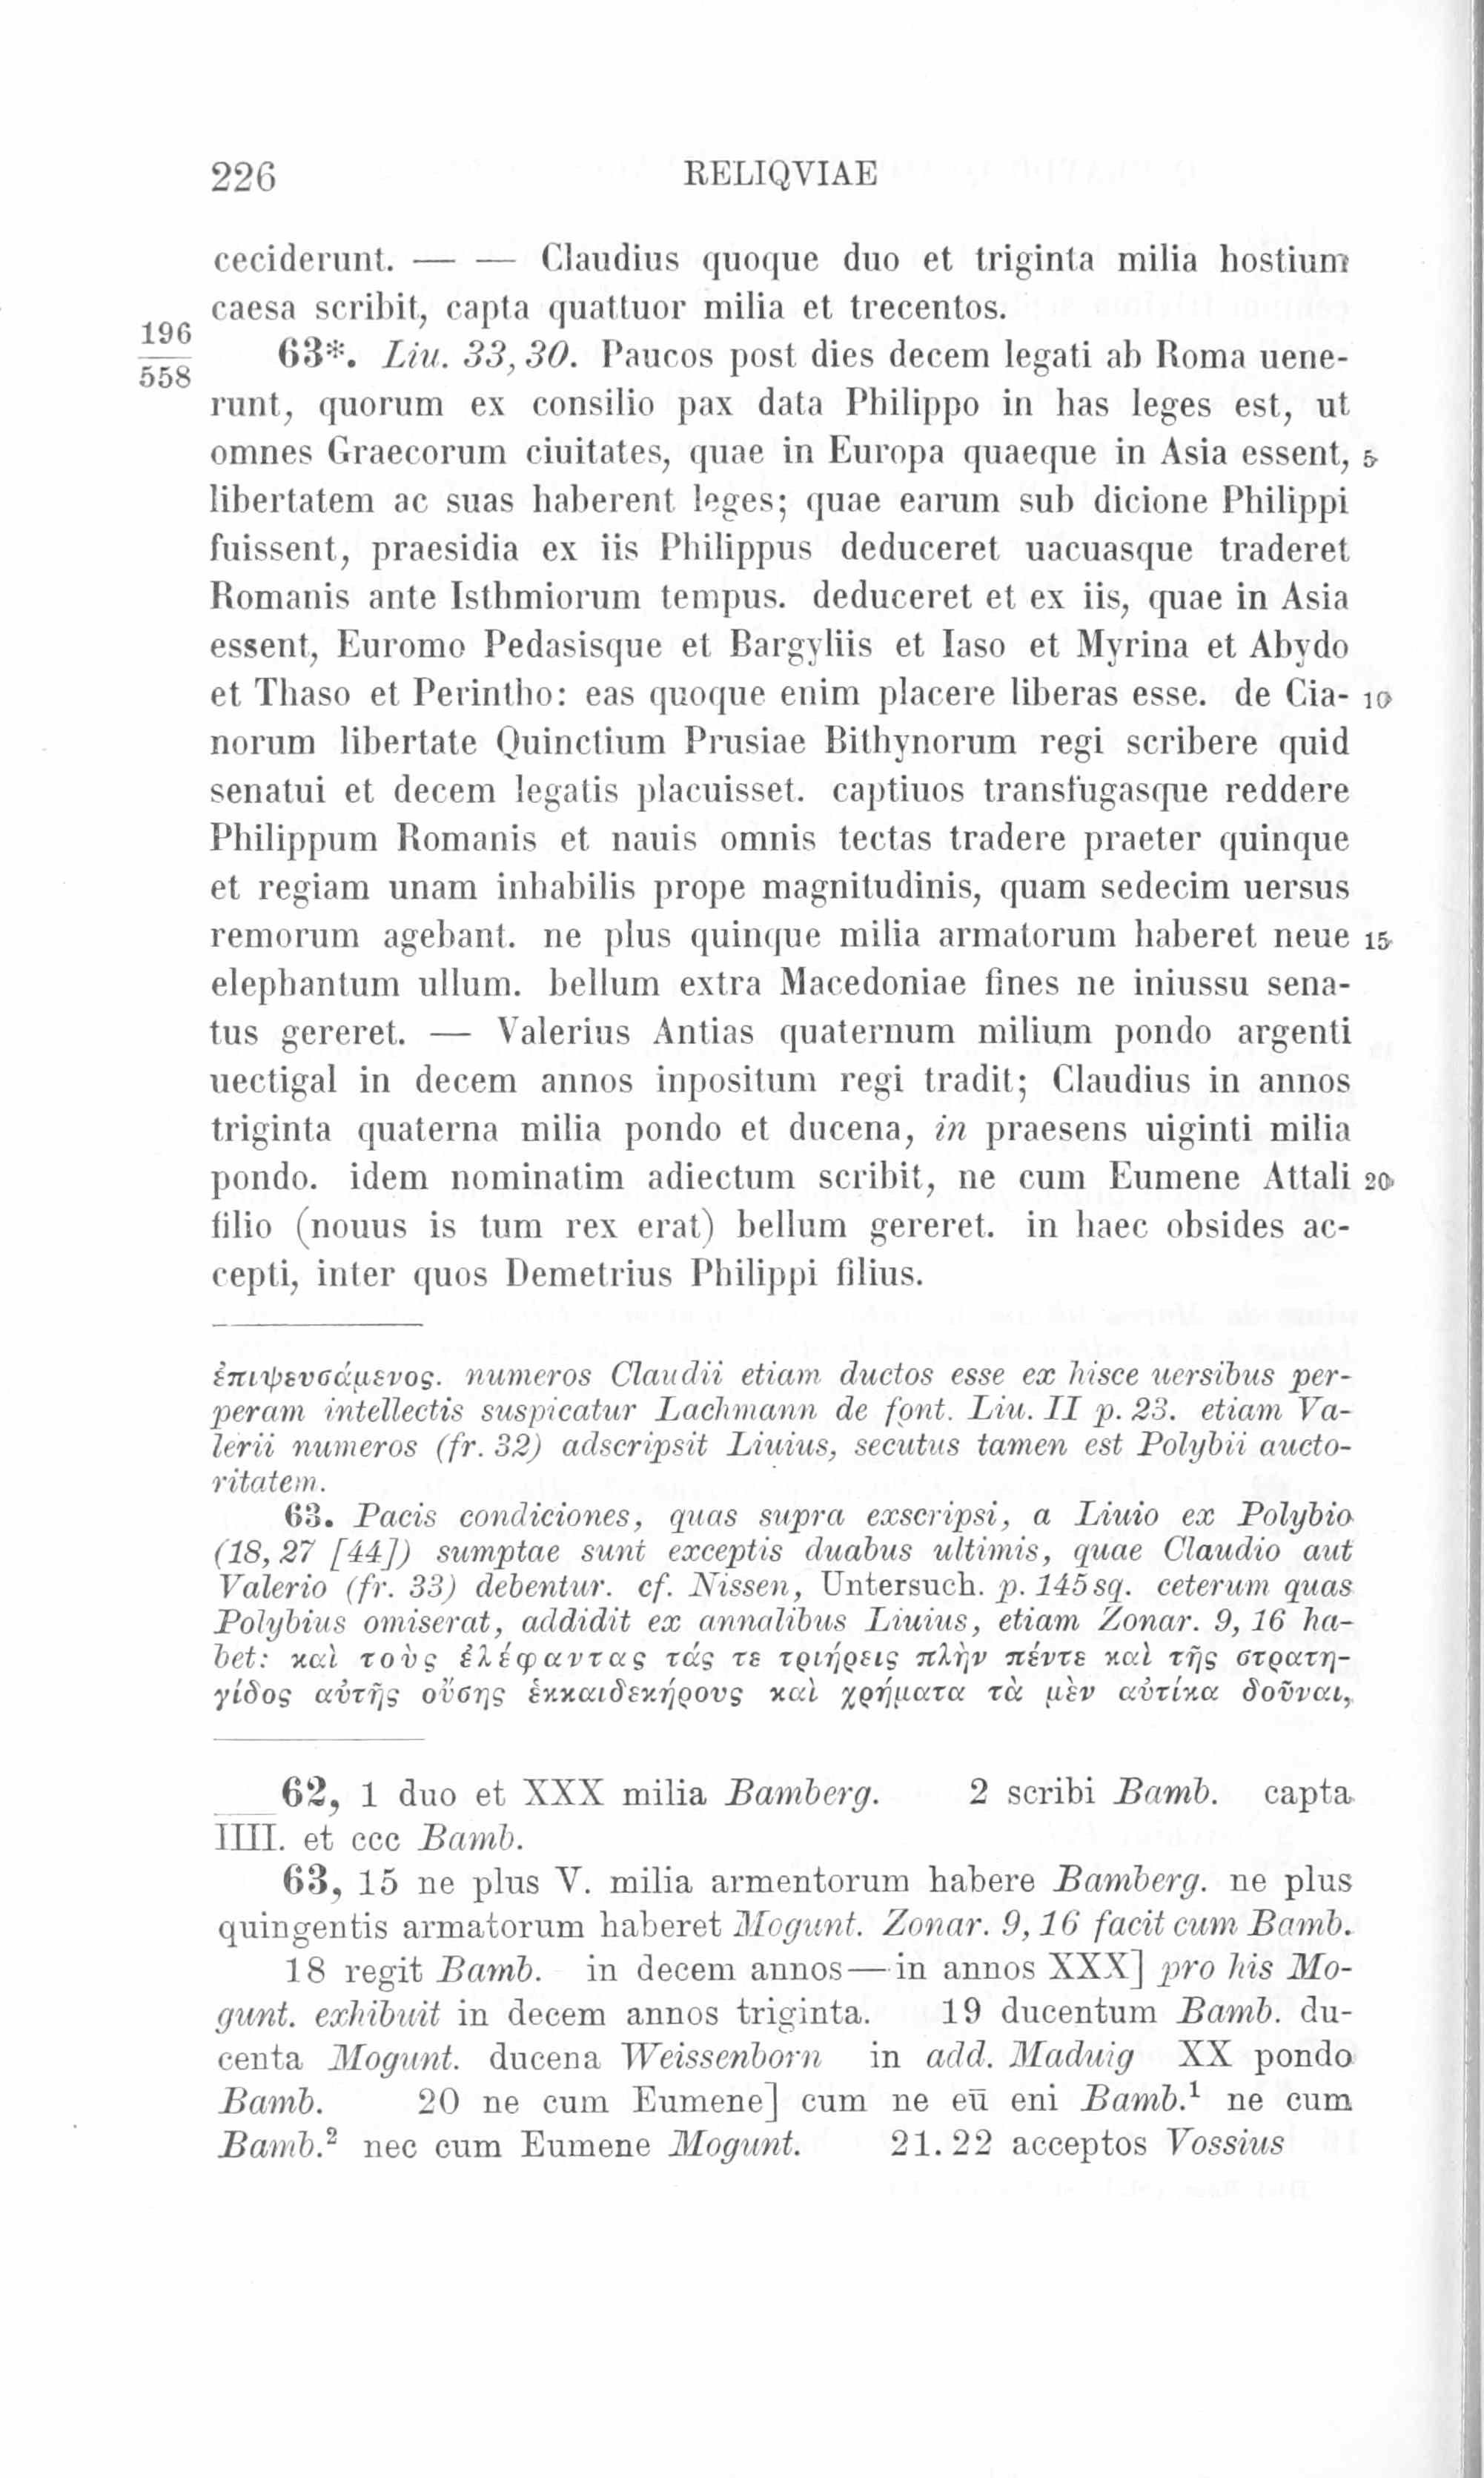 226 RELIQVIAE
ceciderunt. — — Claudius quoque duo et triginta milia hostium
caesa scribit, capta quattuor milia et trecentos.
196
558
63*. Liu. 33, 30. Paucos post dies decem legati ab Roma uene-
runt, quorum ex consilio pax data Philippo in has leges est, ut
omnes Graecorum ciuitates, quae in Europa quaeque in Asia essent, 5
libertatem ac suas haberent leges; quae earum sub dicione Philippi
fuissent, praesidia ex iis Philippus deduceret uacuasque traderet
Romanis ante Isthmiorum tempus. deduceret et ex iis, quae in Asia
essent, Euromo Pedasisque et Bargyliis et Iaso et Myrina et Abydo
et Thaso et Perintho: eas quoque enim placere liberas esse. de Cia- 10
norum libertate Quinctium Prusiae Bithynorum regi scribere quid
senatui et decem legatis placuisset. captiuos transfugasque reddere
Philippum Romanis et nauis omnis tectas tradere praeter quinque
et regiam unam inhabilis prope magnitudinis, quam sedecim uersus
remorum agebant. ne plus quinque milia armatorum haberet neue 15
elephantum ullum. bellum extra Macedoniae fines ne iniussu sena-
tus gereret. — Valerius Antias quaternum milium pondo argenti
uectigal in decem annos inpositum regi tradit; Claudius in annos
triginta quaterna milia pondo et ducena, in praesens uiginti milia
pondo. idem nominatim adiectum scribit, ne cum Eumene Attali 20
filio (nouus is tum rex erat) bellum gereret. in haec obsides ac-
cepti, inter quos Demetrius Philippi filius.
ἐπιψευσάμενος. numeros Claudii etiam ductos esse ex hisce uersibus per-
peram intellectis suspicatur Lachmann de font. Liu. II p. 23. etiam Va-
lerii numeros (fr. 32) adscripsit Liuius, secutus tamen est Polybii aucto-
ritatem.
63. Pacis condiciones, quas supra exscripsi, a Liuio ex Polybio
(18, 27 [44]) sumptae sunt exceptis duabus ultimis, quae Claudio aut
Valerio (fr. 33) debentur. cf. Nissen, Untersuch. p. 145 sq. ceterum quas
Polybius omiserat, addidit ex annalibus Liuius, etiam Zonar. 9, 16 ha-
bet: καὶ τοὺς ἐλέφαντας τάς τε τριήρεις πλὴν πέντε καὶ τῆς στρατη-
γίδος αὐτῆς οὔσης ἑκκαιδεκήρους καὶ χρήματα τὰ μὲν αὐτίκα δοῦναι,
62, 1 duo et XXX milia Bamberg. 2 scribi Bamb. capta
I̅I̅I̅I̅. et ccc Bamb.
63, 15 ne plus V. milia armentorum habere Bamberg. ne plus
quingentis armatorum haberet Mogunt. Zonar. 9, 16 facit cum Bamb.
18 regit Bamb. in decem annos—in annos XXX] pro his Mo-
gunt. exhibuit in decem annos triginta. 19 ducentum Bamb. du-
centa Mogunt. ducena Weissenborn in add. Maduig XX pondo
Bamb. 20 ne cum Eumene] cum ne eū eni Bamb.¹ ne cum
Bamb.² nec cum Eumene Mogunt. 21. 22 acceptos Vossius